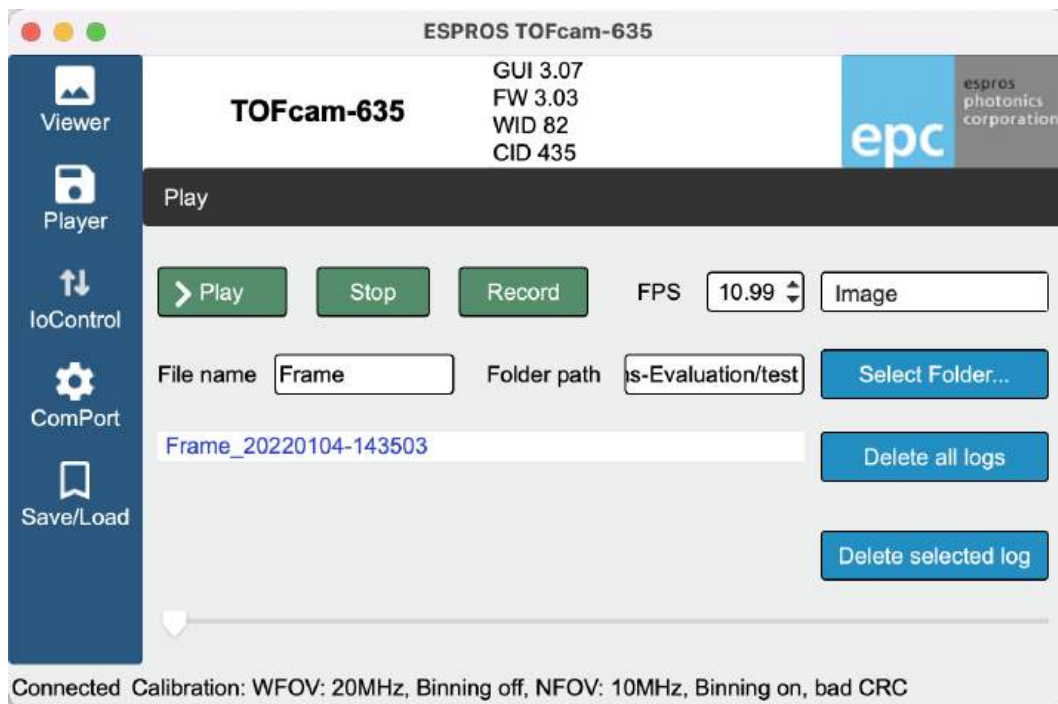 ESPROS TOFcam-635
Viewer
Player
IoControl
ComPort
Save/Load
TOFcam-635
GUI 3.07
FW 3.03
WID 82
CID 435
epc
espros
photonics
corporation
Play
Play Stop Record FPS 10.99 Image
File name Frame Folder path s-Evaluation/test Select Folder...
Frame_20220104-143503
Delete all logs
Delete selected log
Connected Calibration: WFOV: 20MHz, Binning off, NFOV: 10MHz, Binning on, bad CRC